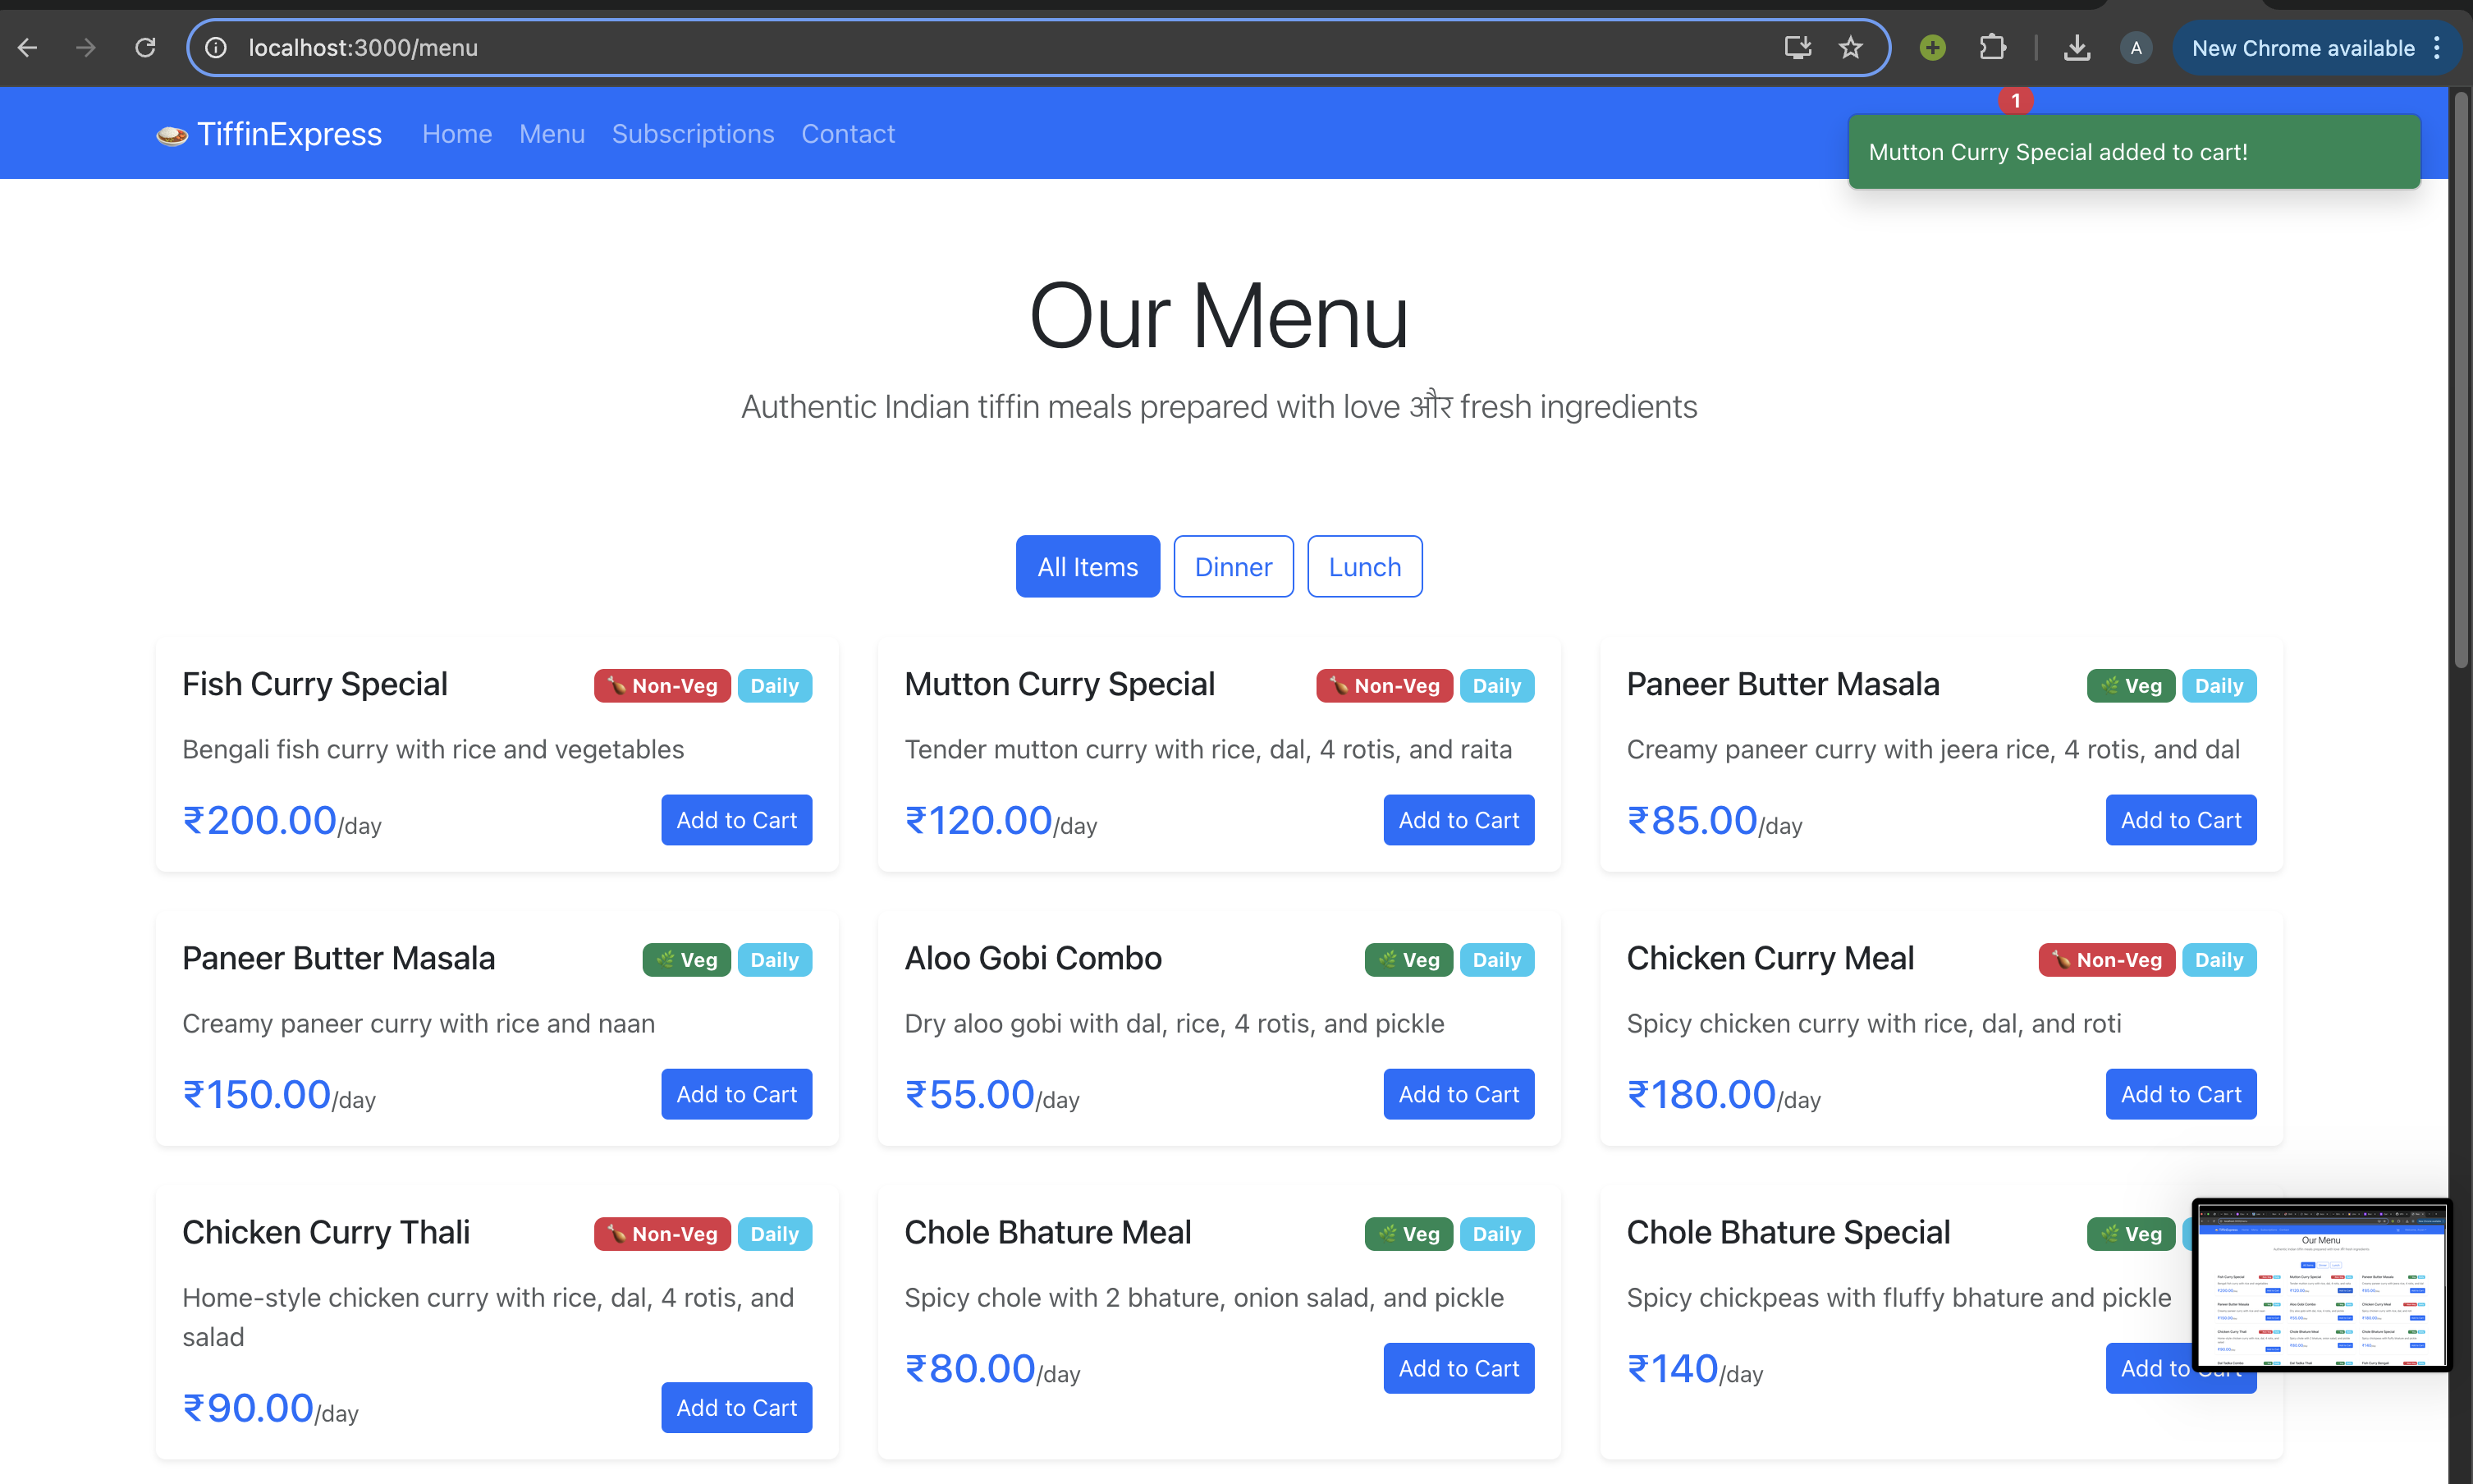 localhost:3000/menu
A
New Chrome available
TiffinExpress
Home
Menu
Subscriptions
Contact
1
Mutton Curry Special added to cart!
Our Menu
Authentic Indian tiffin meals prepared with love और fresh ingredients
All Items
Dinner
Lunch
Fish Curry Special
Non-Veg
Daily
Bengali fish curry with rice and vegetables
₹200.00/day
Add to Cart
Mutton Curry Special
Non-Veg
Daily
Tender mutton curry with rice, dal, 4 rotis, and raita
₹120.00/day
Add to Cart
Paneer Butter Masala
Veg
Daily
Creamy paneer curry with jeera rice, 4 rotis, and dal
₹85.00/day
Add to Cart
Paneer Butter Masala
Veg
Daily
Creamy paneer curry with rice and naan
₹150.00/day
Add to Cart
Aloo Gobi Combo
Veg
Daily
Dry aloo gobi with dal, rice, 4 rotis, and pickle
₹55.00/day
Add to Cart
Chicken Curry Meal
Non-Veg
Daily
Spicy chicken curry with rice, dal, and roti
₹180.00/day
Add to Cart
Chicken Curry Thali
Non-Veg
Daily
Home-style chicken curry with rice, dal, 4 rotis, and
salad
₹90.00/day
Add to Cart
Chole Bhature Meal
Veg
Daily
Spicy chole with 2 bhature, onion salad, and pickle
₹80.00/day
Add to Cart
Chole Bhature Special
Veg
Spicy chickpeas with fluffy bhature and pickle
₹140/day
Add to Cart
Our Menu